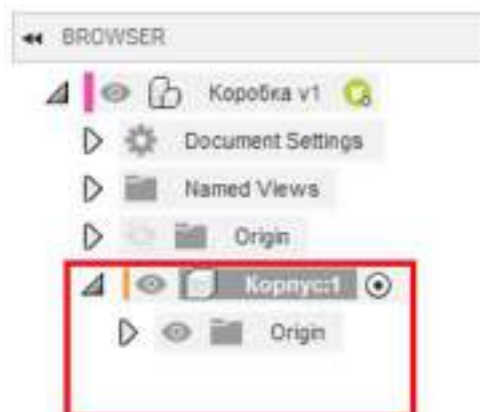 BROWSER
Коробка v1
Document Settings
Named Views
Origin
Корпус:1
Origin